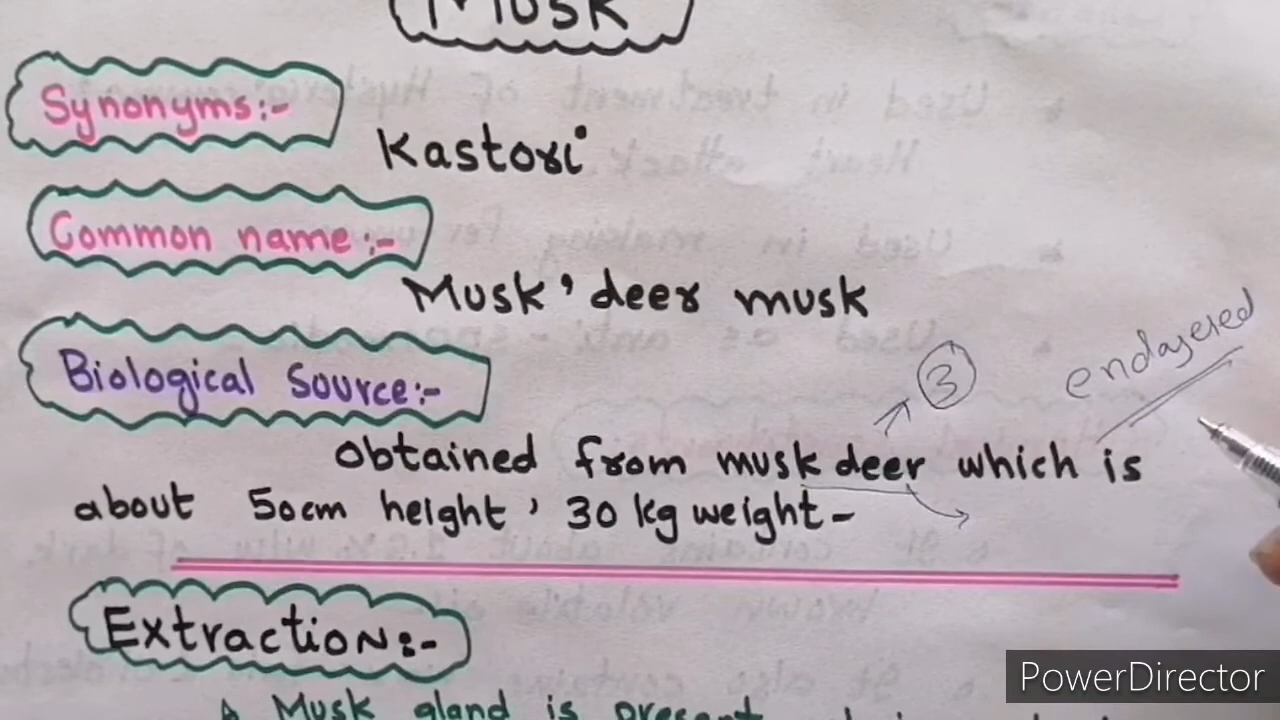 Musk
Synonyms:-
Kastori
Common name:-
Musk, deer musk
Biological Source:-
③
endagered
Obtained from musk deer which is
about 50cm height, 30 kg weight-
Extraction:-
Musk gland is present
PowerDirector